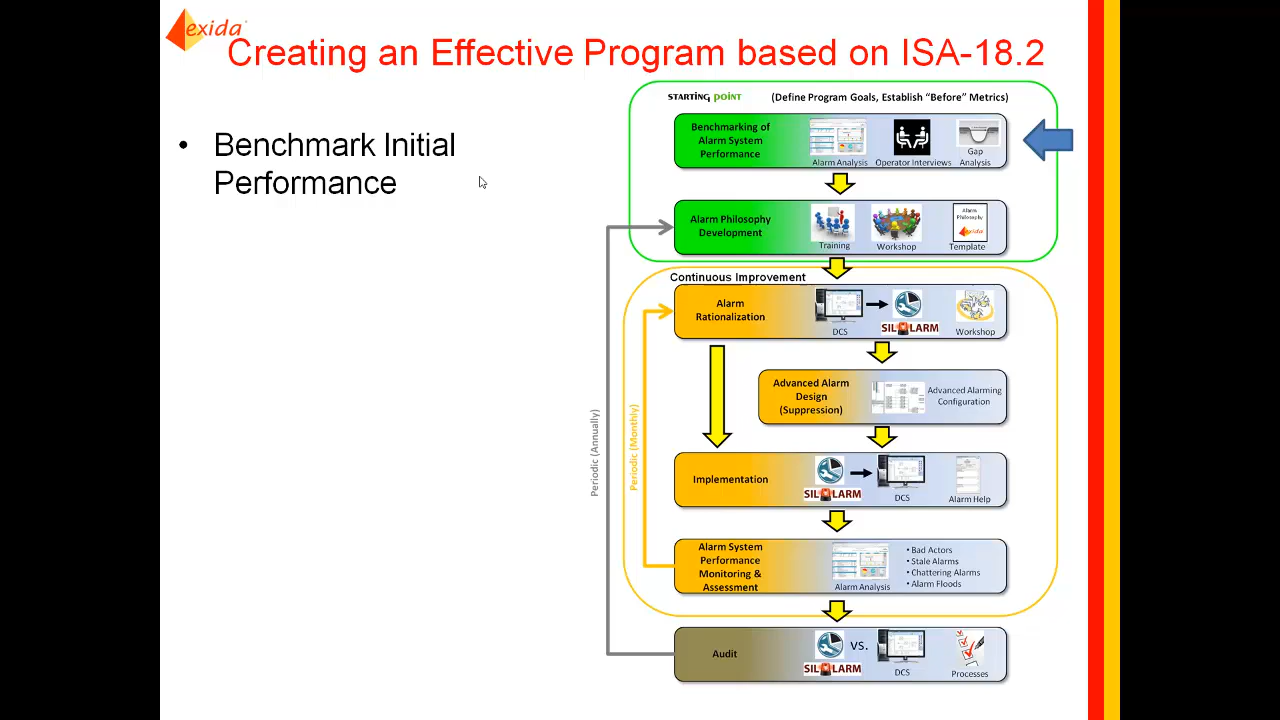 exida
Creating an Effective Program based on ISA-18.2
• Benchmark Initial
Performance
STARTING POINT
(Define Program Goals, Establish “Before” Metrics)
Benchmarking of
Alarm System
Performance
Alarm Analysis
Operator Interviews
Gap
Analysis
Alarm Philosophy
Development
Training
Workshop
Alarm
Philosophy
exida
Template
Continuous Improvement
Alarm
Rationalization
DCS
SILALARM
Workshop
Advanced Alarm
Design
(Suppression)
Advanced Alarming
Configuration
Implementation
SILALARM
DCS
Alarm Help
Alarm System
Performance
Monitoring &
Assessment
Alarm Analysis
• Bad Actors
• Stale Alarms
• Chattering Alarms
• Alarm Floods
Audit
SILALARM
vs.
DCS
Processes
Periodic (Annually)
Periodic (Monthly)